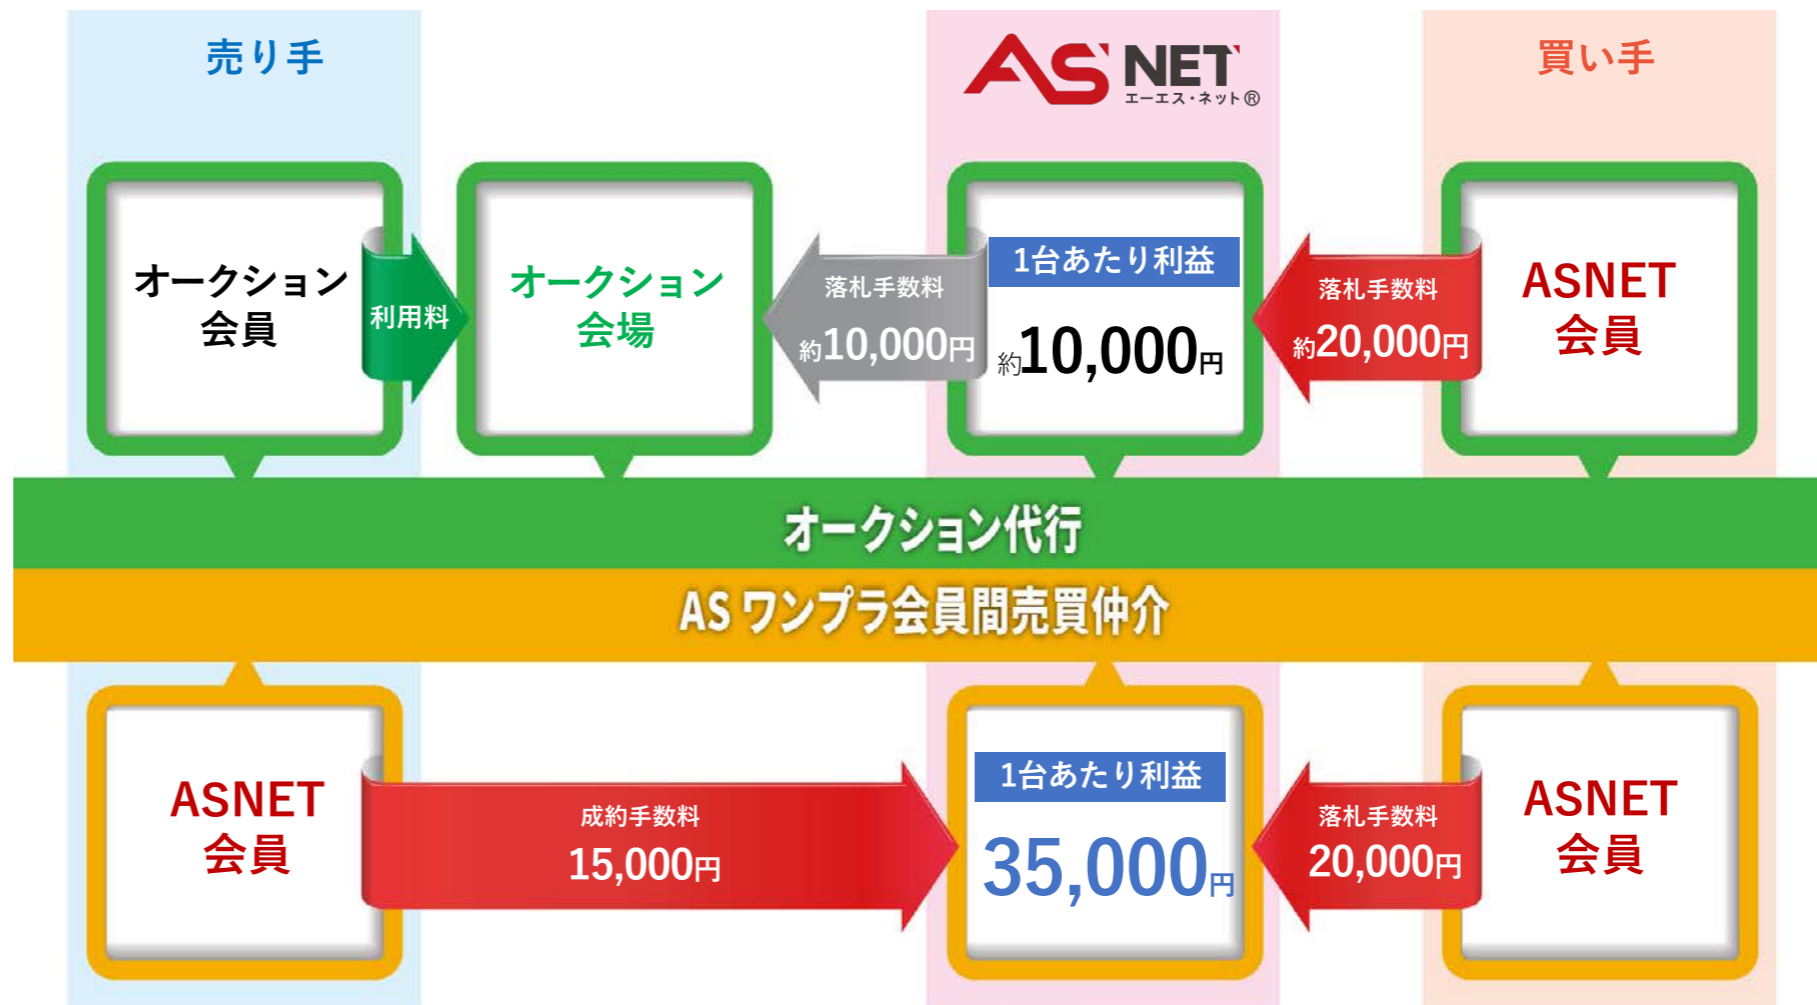 売り手
AS NET
エーエス・ネット®
買い手
オークション
会員
利用料
オークション
会場
落札手数料
約10,000円
1台あたり利益
約10,000円
落札手数料
約20,000円
ASNET
会員
オークション代行
AS ワンプラ会員間売買仲介
ASNET
会員
成約手数料
15,000円
1台あたり利益
35,000円
落札手数料
20,000円
ASNET
会員